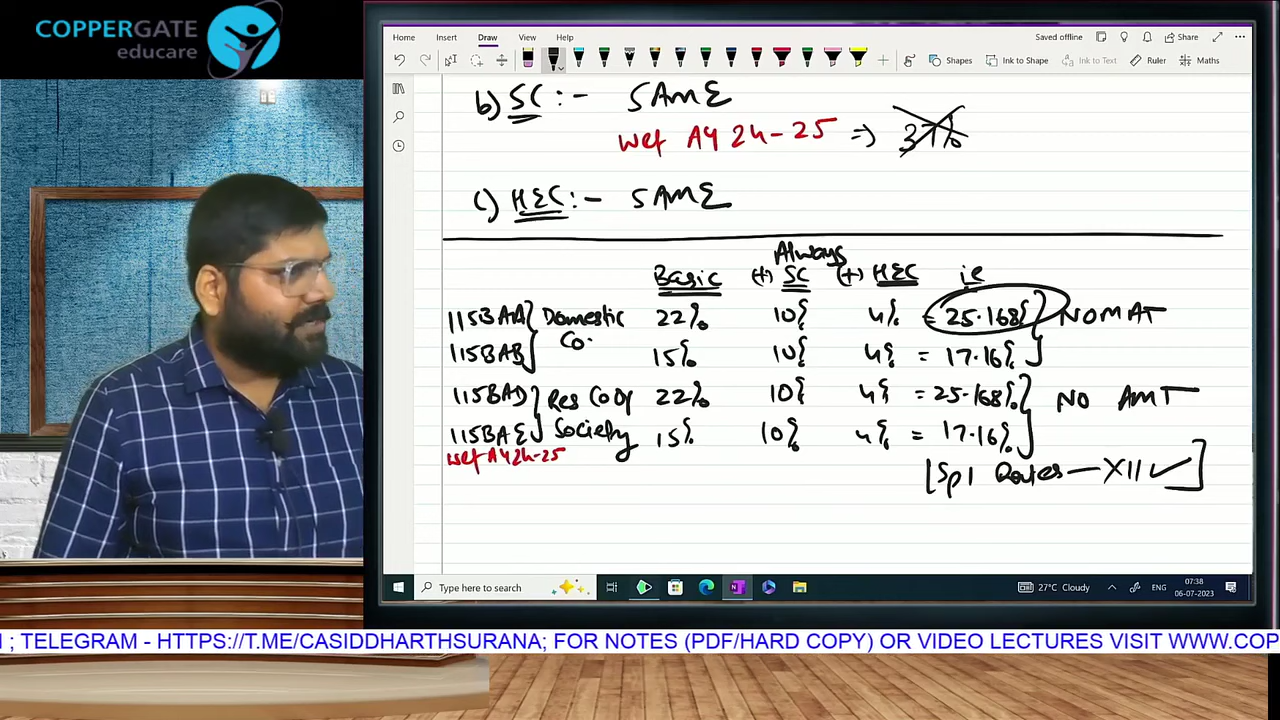 COPPERGATE
educare
Home Insert Draw View Help
Saved offline Share
Shapes Ink to Shape Ink to Text Ruler Maths
b) SC :- SAME
wef AY 24-25 => 37%
c) HEC :- SAME
Always
Basic (+) SC (+) HEC ie
115BAA Domestic 22% 10% 4% = 25.168% NO MAT
115BAB Co. 15% 10% 4% = 17.16%
115BAD Res CoOp 22% 10% 4% = 25.168% NO AMT
115BAE Society 15% 10% 4% = 17.16%
wef AY 24-25
[Spl Rates — XII ✓]
Type here to search
27°C Cloudy
ENG
07:38
06-07-2023
; TELEGRAM - HTTPS://T.ME/CASIDDHARTHSURANA; FOR NOTES (PDF/HARD COPY) OR VIDEO LECTURES VISIT WWW.COP